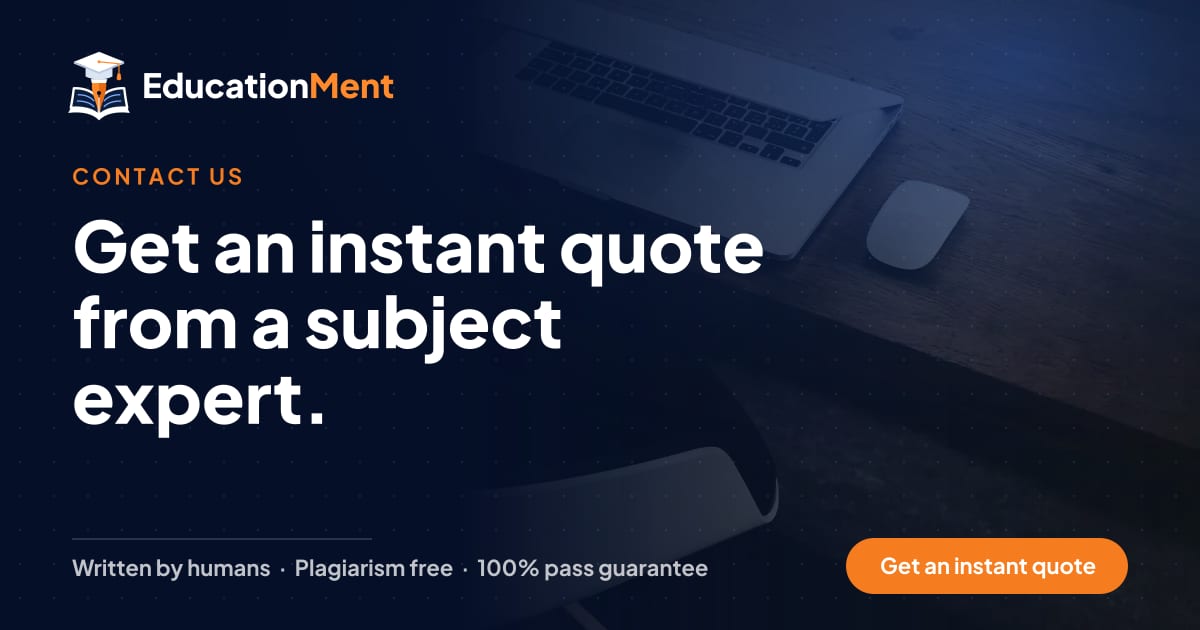 EducationMent
CONTACT US
Get an instant quote
from a subject
expert.
Written by humans · Plagiarism free · 100% pass guarantee
Get an instant quote